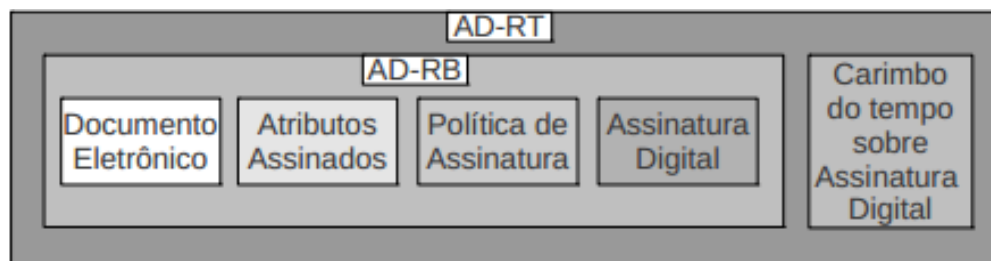 AD-RT
AD-RB
Documento
Eletrônico
Atributos
Assinados
Política de
Assinatura
Assinatura
Digital
Carimbo
do tempo
sobre
Assinatura
Digital